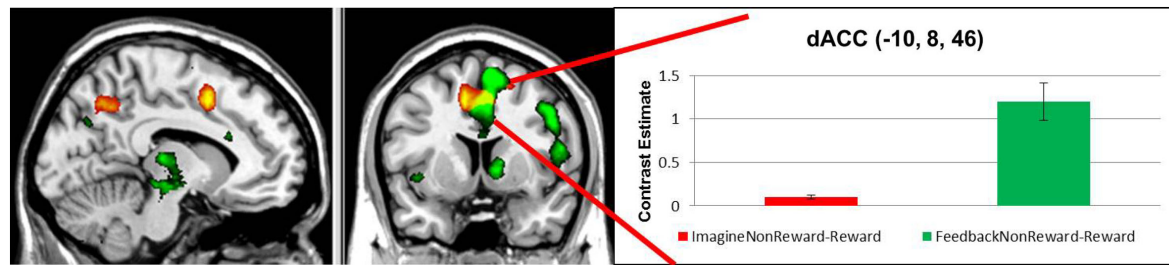 dACC (-10, 8, 46)
Contrast Estimate
1.5
1
0.5
0
ImagineNonReward-Reward
FeedbackNonReward-Reward